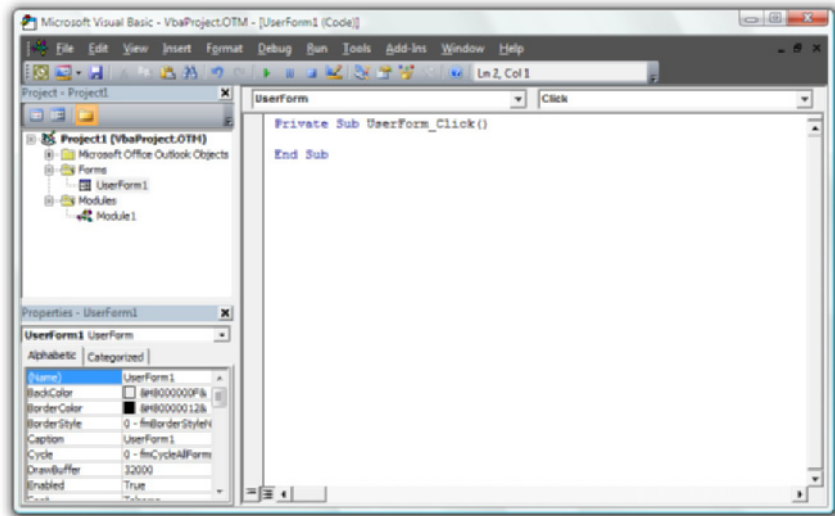 Microsoft Visual Basic - VbaProject.OTM - [UserForm1 (Code)]
File Edit View Insert Format Debug Run Tools Add-Ins Window Help
Ln 2, Col 1
Project - Project1
UserForm Click
Private Sub UserForm_Click()
End Sub
Project1 (VbaProject.OTM)
Microsoft Office Outlook Objects
Forms
UserForm1
Modules
Module1
Properties - UserForm1
UserForm1 UserForm
Alphabetic Categorized
(Name) UserForm1
BackColor &H8000000F&
BorderColor &H80000012&
BorderStyle 0 - fmBorderStyleN
Caption UserForm1
Cycle 0 - fmCycleAllForms
DrawBuffer 32000
Enabled True